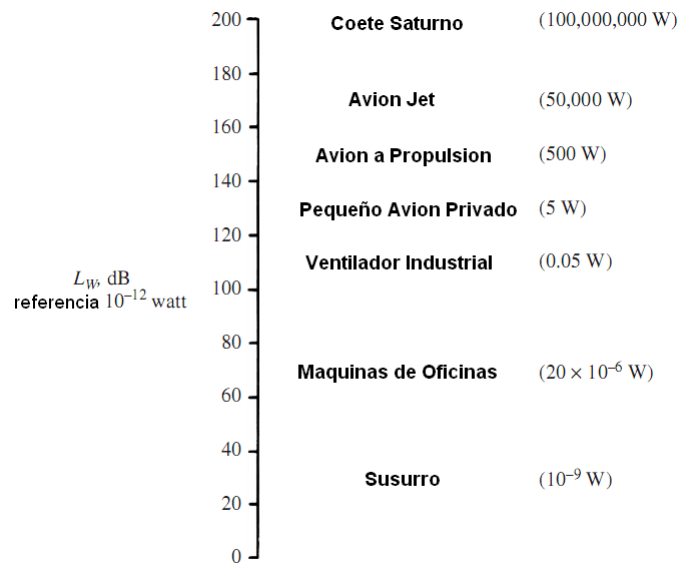 200 Coete Saturno (100,000,000 W)
180
Avion Jet (50,000 W)
160
Avion a Propulsion (500 W)
140
Pequeño Avion Privado (5 W)
120
Ventilador Industrial (0.05 W)
L_W, dB
100
referencia 10⁻¹² watt
80
Maquinas de Oficinas (20 × 10⁻⁶ W)
60
40
Susurro (10⁻⁹ W)
20
0